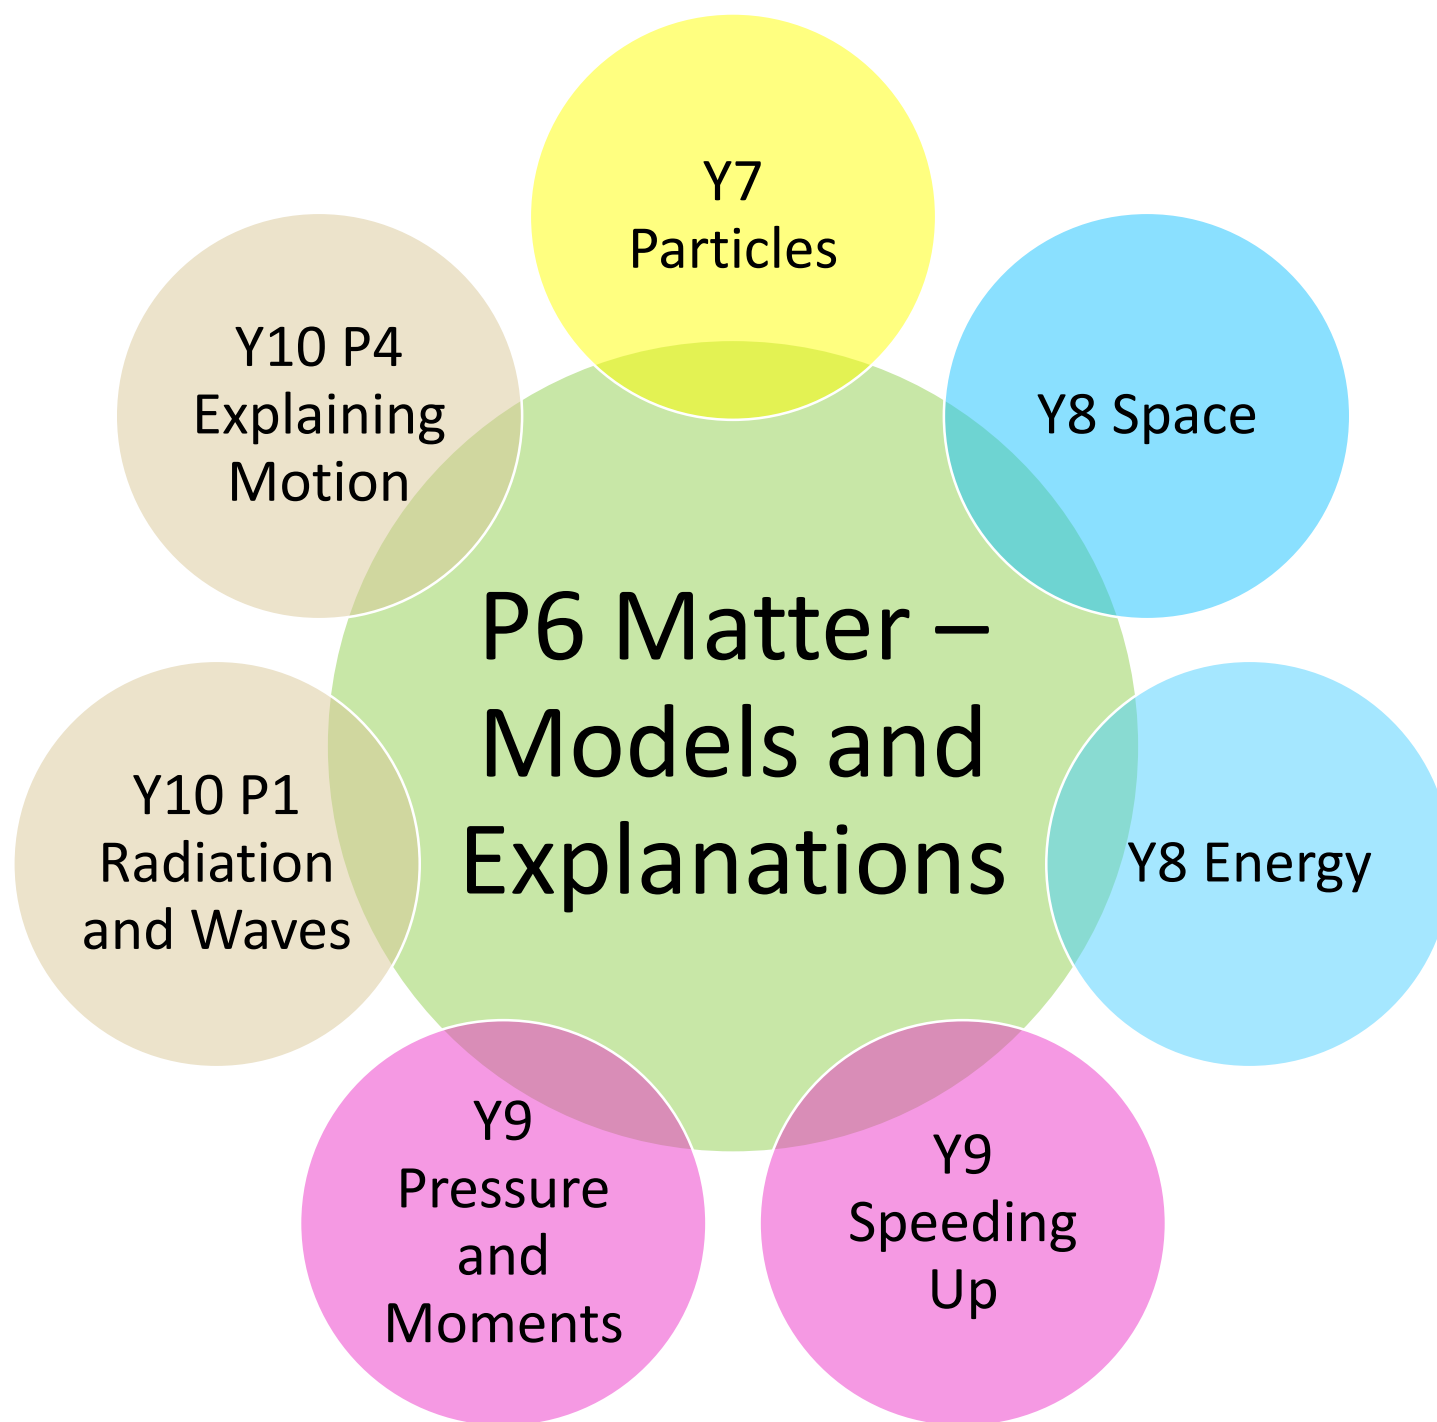 Y7
Particles
Y8 Space
Y8 Energy
Y9
Speeding
Up
Y9
Pressure
and
Moments
Y10 P1
Radiation
and Waves
Y10 P4
Explaining
Motion
P6 Matter –
Models and
Explanations